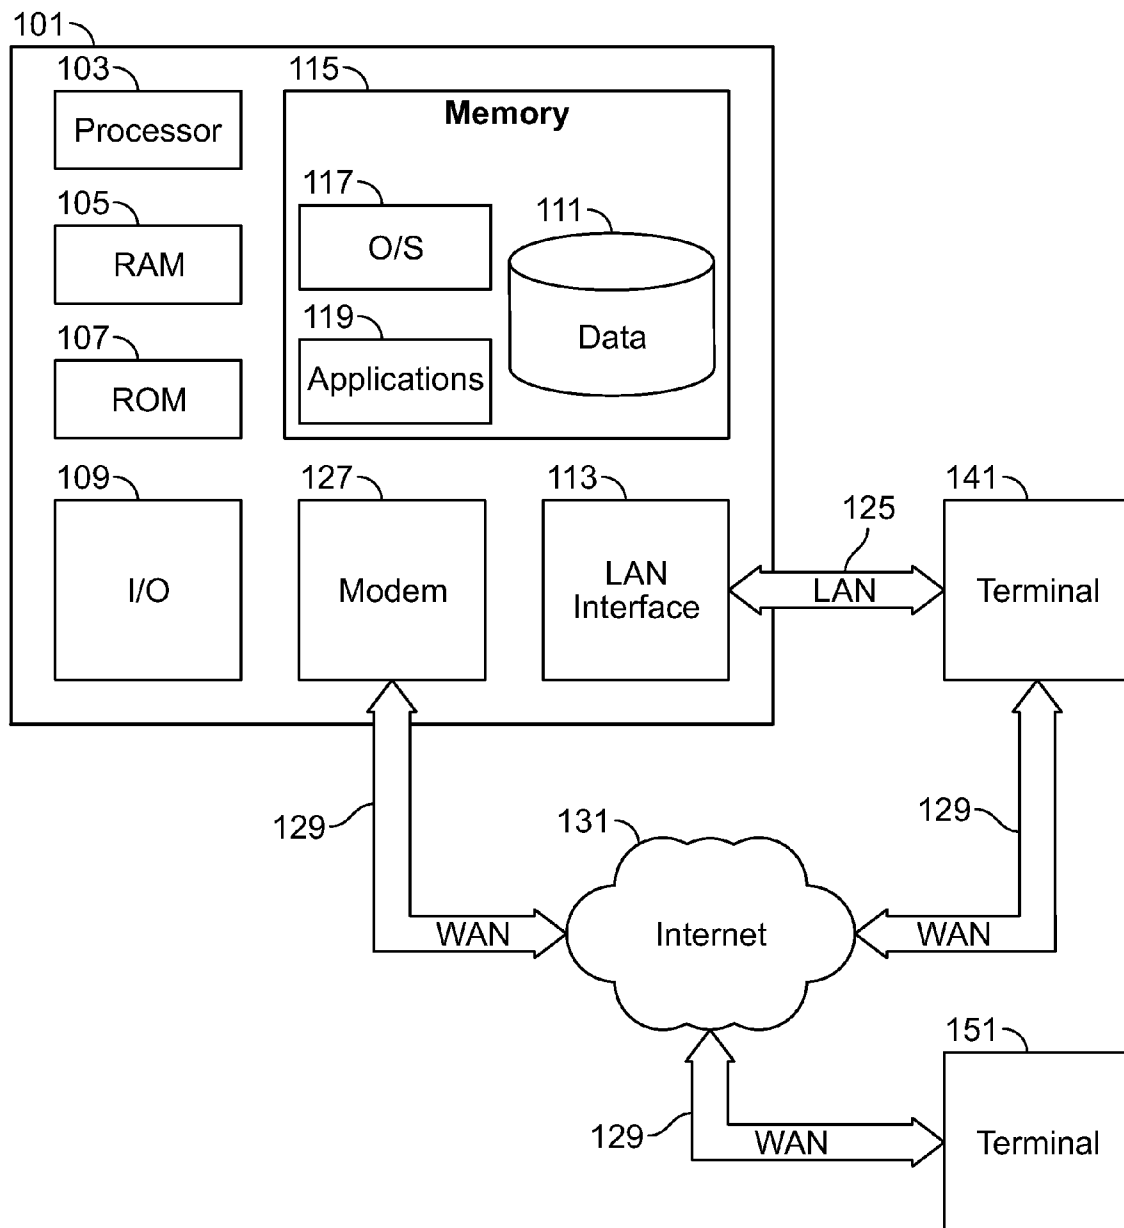 101
103
Processor
115
Memory
105
RAM
117
O/S
111
Data
107
ROM
119
Applications
109
I/O
127
Modem
113
LAN
Interface
125
LAN
141
Terminal
129
WAN
131
Internet
129
WAN
129
WAN
151
Terminal